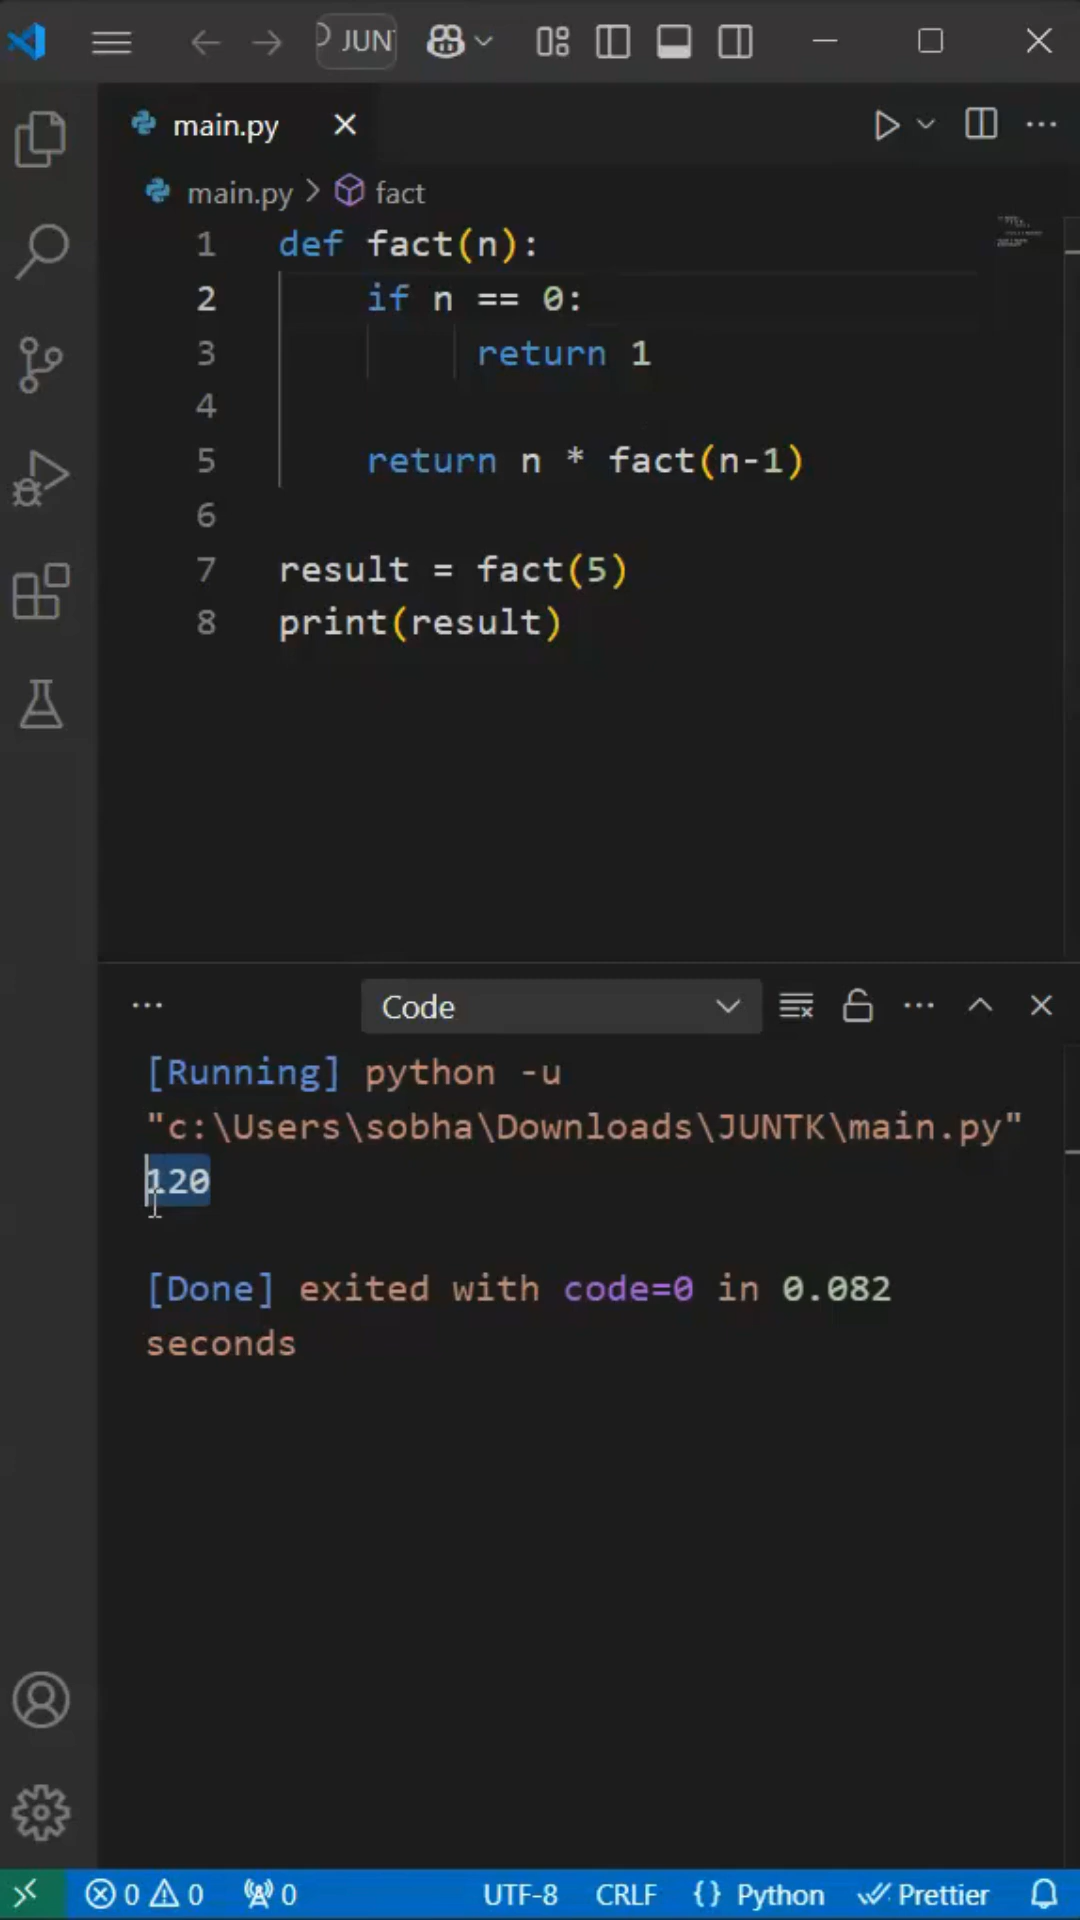 JUN
main.py
main.py > fact
1 def fact(n):
2 if n == 0:
3 return 1
4
5 return n * fact(n-1)
6
7 result = fact(5)
8 print(result)
Code
[Running] python -u
"c:\Users\sobha\Downloads\JUNTK\main.py"
120
[Done] exited with code=0 in 0.082
seconds
0 0 0 UTF-8 CRLF {} Python Prettier